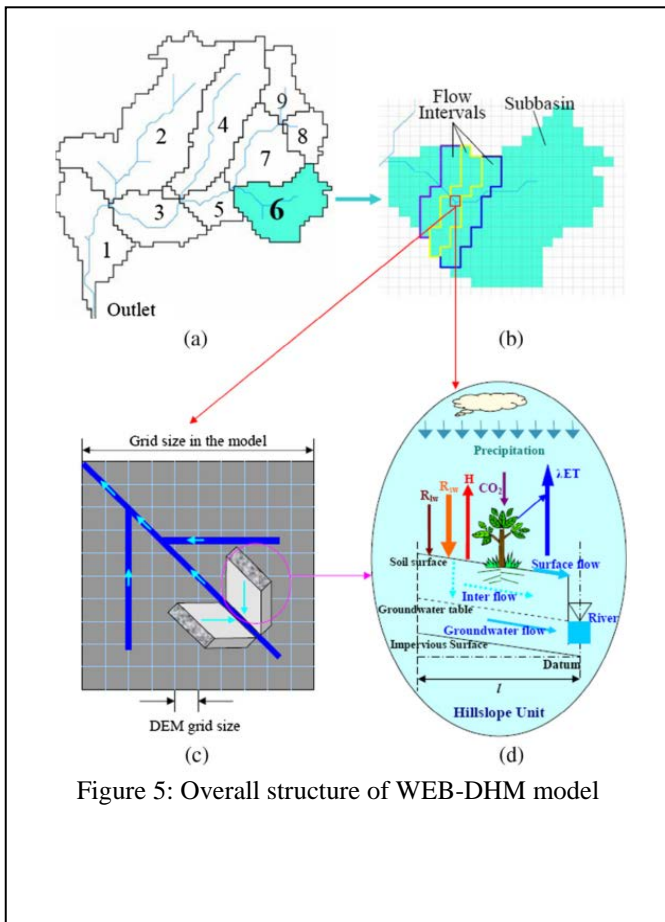 2
4
9
8
7
3
5
6
1
Outlet
(a)
Flow
Intervals
Subbasin
(b)
Grid size in the model
DEM grid size
(c)
Precipitation
Rlw
Rsw
H
CO2
λET
Soil surface
Surface flow
Inter flow
Groundwater table
River
Groundwater flow
Impervious Surface
Datum
l
Hillslope Unit
(d)
Figure 5: Overall structure of WEB-DHM model